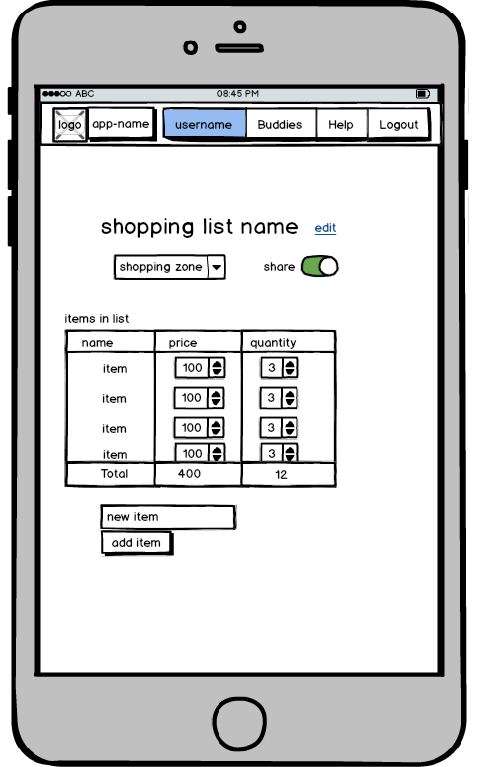 ABC 08:45 PM
logo app-name username Buddies Help Logout
shopping list name edit
shopping zone share
items in list
name price quantity
item 100 3
item 100 3
item 100 3
item 100 3
Total 400 12
new item
add item